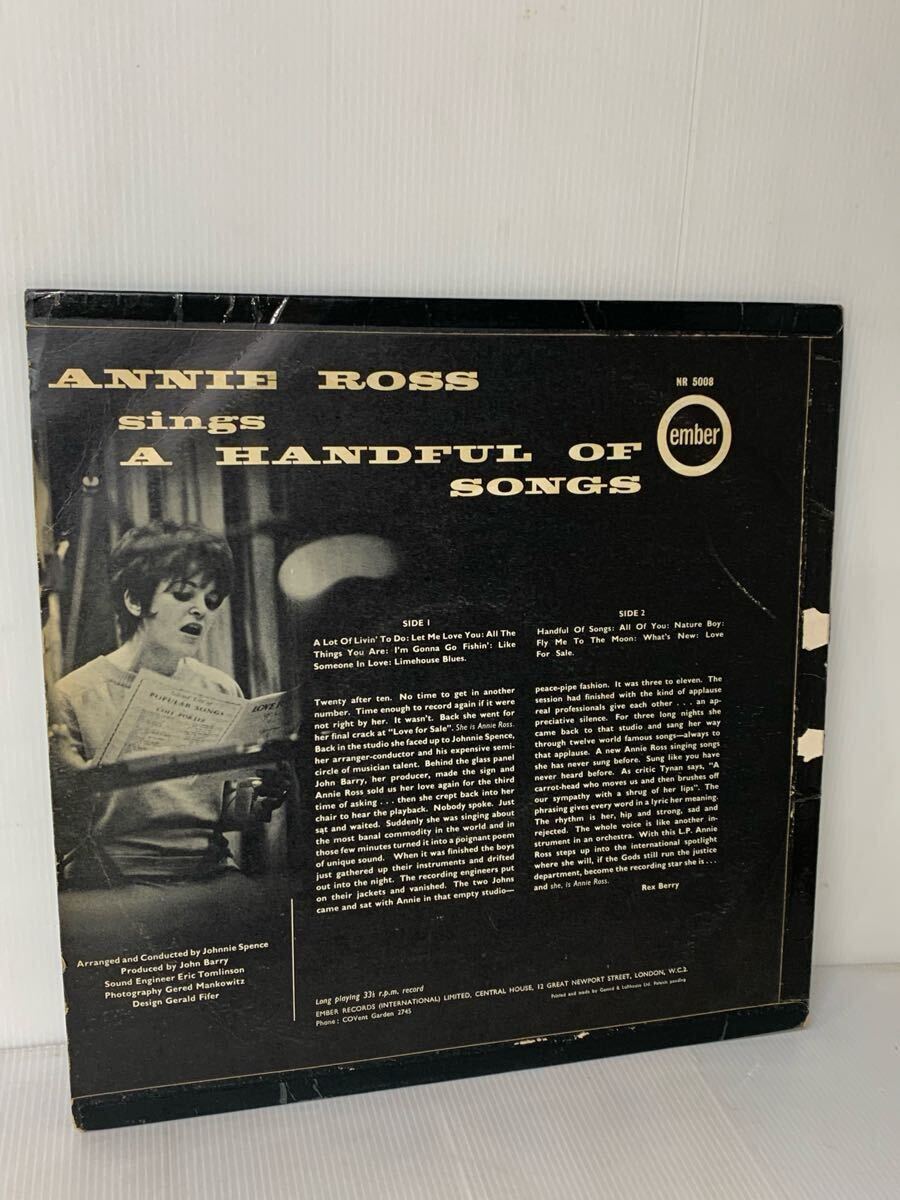 ANNIE ROSS
sings
A HANDFUL OF
SONGS
NR 5008
ember
SIDE 1
A Lot Of Livin' To Do: Let Me Love You: All The
Things You Are: I'm Gonna Go Fishin': Like
Someone In Love: Limehouse Blues.
SIDE 2
Handful Of Songs: All Of You: Nature Boy:
Fly Me To The Moon: What's New: Love
For Sale.
POPULAR SONGS
COLE PORTER
LOVE
Twenty after ten. No time to get in another
number. Time enough to record again if it were
not right by her. It wasn't. Back she went for
her final crack at "Love for Sale". She is Annie Ross.
Back in the studio she faced up to Johnnie Spence,
her arranger-conductor and his expensive semi-
circle of musician talent. Behind the glass panel
John Barry, her producer, made the sign and
Annie Ross sold us her love again for the third
time of asking . . . then she crept back into her
chair to hear the playback. Nobody spoke. Just
sat and waited. Suddenly she was singing about
the most banal commodity in the world and in
those few minutes turned it into a poignant poem
of unique sound. When it was finished the boys
just gathered up their instruments and drifted
out into the night. The recording engineers put
on their jackets and vanished. The two Johns
came and sat with Annie in that empty studio—
peace-pipe fashion. It was three to eleven. The
session had finished with the kind of applause
real professionals give each other . . . an ap-
preciative silence. For three long nights she
came back to that studio and sang her way
through twelve world famous songs—always to
that applause. A new Annie Ross singing songs
she has never sung before. Sung like you have
never heard before. As critic Tynan says, "A
carrot-head who moves us and then brushes off
our sympathy with a shrug of her lips". The
phrasing gives every word in a lyric her meaning.
The rhythm is her, hip and strong, sad and
rejected. The whole voice is like another in-
strument in an orchestra. With this L.P. Annie
Ross steps up into the international spotlight
where she will, if the Gods still run the justice
department, become the recording star she is . . .
and she, is Annie Ross.
Rex Berry
Arranged and Conducted by Johnnie Spence
Produced by John Barry
Sound Engineer Eric Tomlinson
Photography Gered Mankowitz
Design Gerald Fifer
Long playing 33⅓ r.p.m. record
EMBER RECORDS (INTERNATIONAL) LIMITED, CENTRAL HOUSE, 12 GREAT NEWPORT STREET, LONDON, W.C.2.
Phone: COVent Garden 2745
Printed and made by Garrod & Lofthouse Ltd. Patents pending